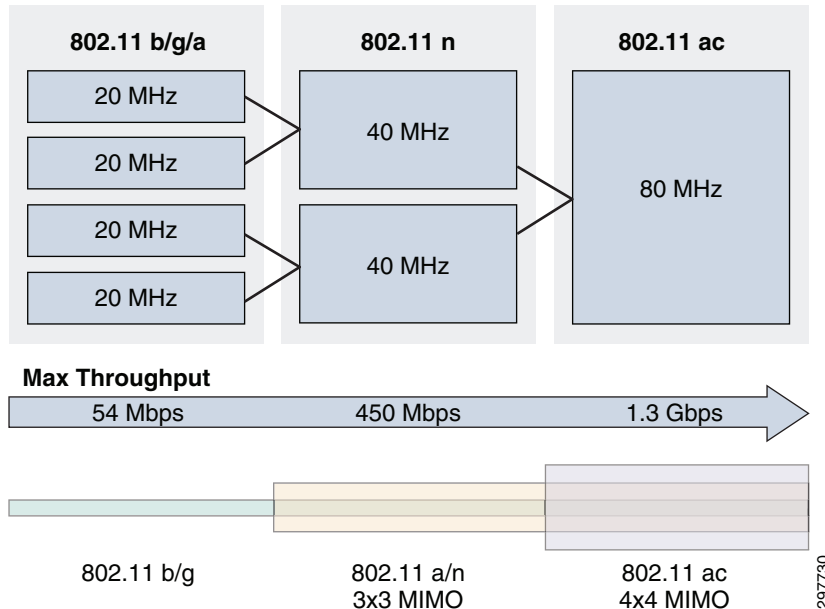 802.11 b/g/a
802.11 n
802.11 ac
20 MHz
20 MHz
20 MHz
20 MHz
40 MHz
40 MHz
80 MHz
Max Throughput
54 Mbps
450 Mbps
1.3 Gbps
802.11 b/g
802.11 a/n
3x3 MIMO
802.11 ac
4x4 MIMO
297730